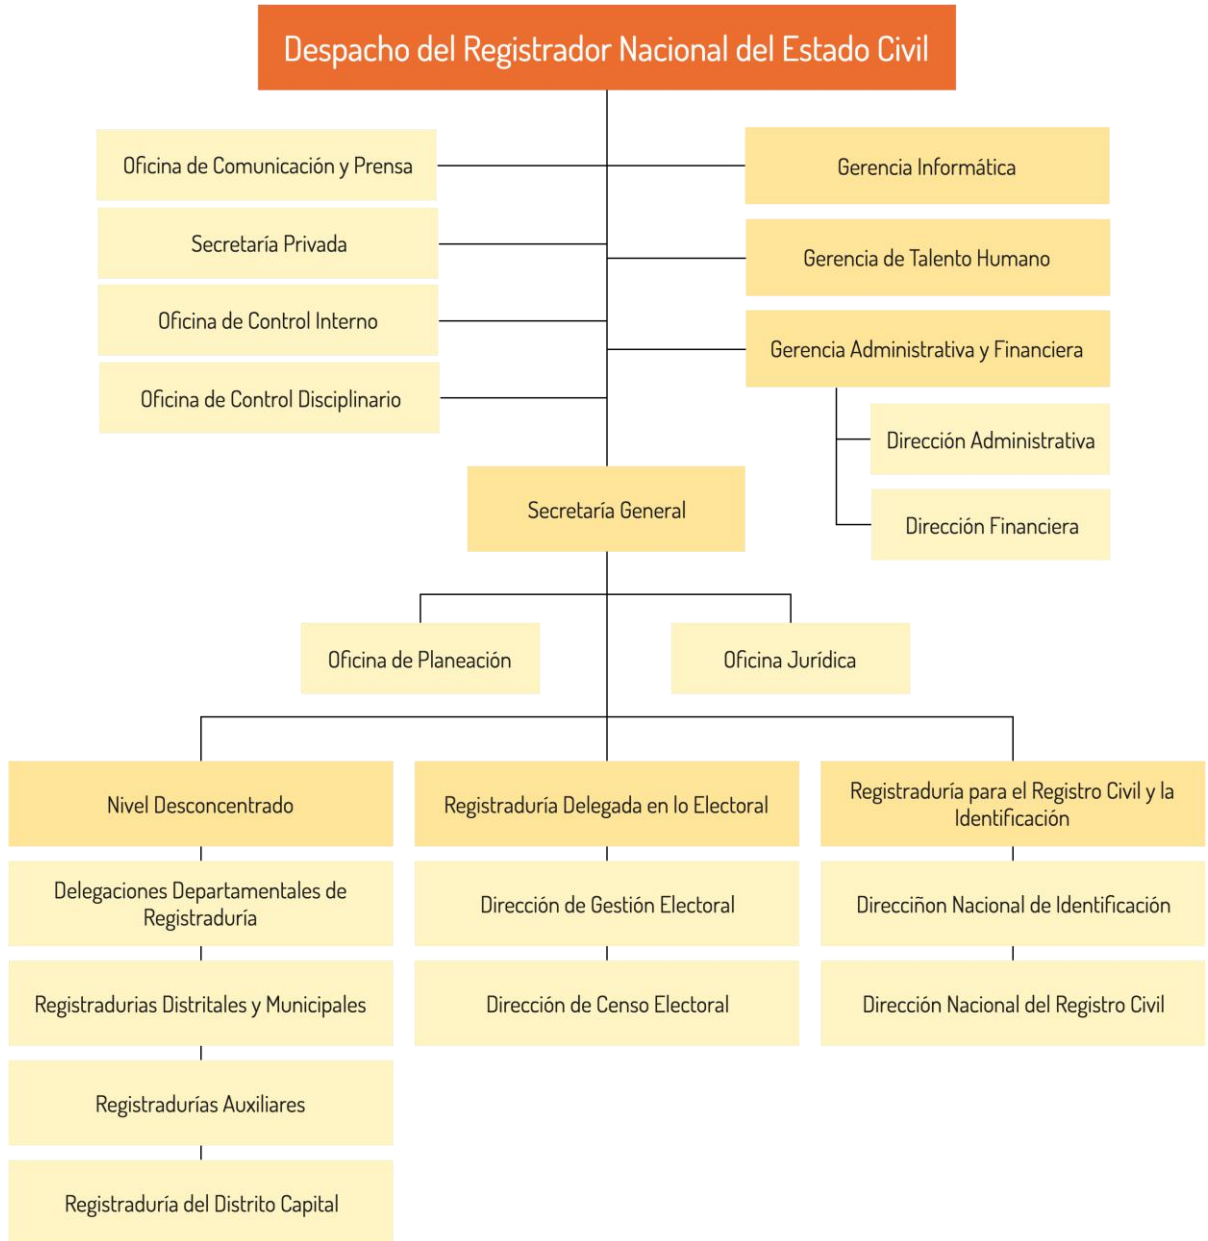 Despacho del Registrador Nacional del Estado Civil
Oficina de Comunicación y Prensa
Secretaría Privada
Oficina de Control Interno
Oficina de Control Disciplinario
Gerencia Informática
Gerencia de Talento Humano
Gerencia Administrativa y Financiera
Dirección Administrativa
Dirección Financiera
Secretaría General
Oficina de Planeación
Oficina Jurídica
Nivel Desconcentrado
Delegaciones Departamentales de
Registraduría
Registradurias Distritales y Municipales
Registradurías Auxiliares
Registraduría del Distrito Capital
Registraduría Delegada en lo Electoral
Dirección de Gestión Electoral
Dirección de Censo Electoral
Registraduría para el Registro Civil y la
Identificación
Direcciñon Nacional de Identificación
Dirección Nacional del Registro Civil